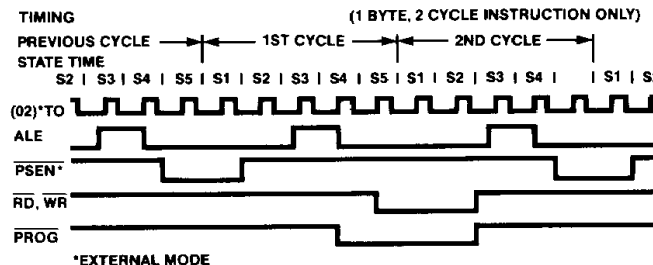 TIMING (1 BYTE, 2 CYCLE INSTRUCTION ONLY)
PREVIOUS CYCLE 1ST CYCLE 2ND CYCLE
STATE TIME
S2 | S3 | S4 | S5 | S1 | S2 | S3 | S4 | S5 | S1 | S2 | S3 | S4 | | S1 | S
(02)*TO
ALE
PSEN*
RD, WR
PROG
*EXTERNAL MODE